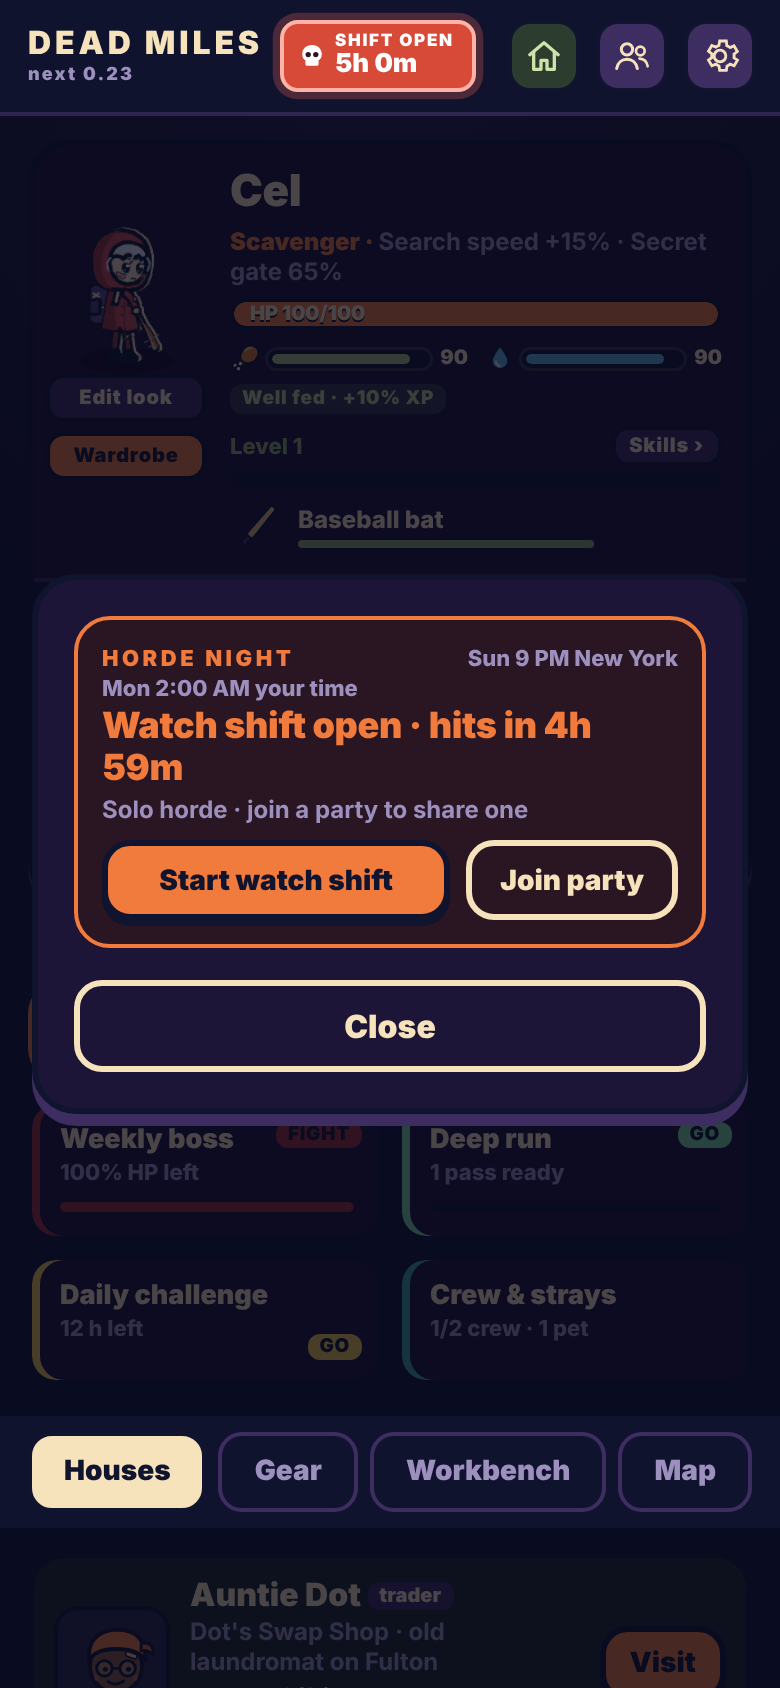 DEAD MILES
next 0.23
SHIFT OPEN
5h 0m
Cel
Scavenger · Search speed +15% · Secret
gate 65%
HP 100/100
90
90
Edit look
Well fed · +10% XP
Wardrobe
Level 1
Skills ›
Baseball bat
HORDE NIGHT
Sun 9 PM New York
Mon 2:00 AM your time
Watch shift open · hits in 4h
59m
Solo horde · join a party to share one
Start watch shift
Join party
Close
Weekly boss
FIGHT
100% HP left
Deep run
GO
1 pass ready
Daily challenge
12 h left
GO
Crew & strays
1/2 crew · 1 pet
Houses
Gear
Workbench
Map
Auntie Dot trader
Dot's Swap Shop · old
laundromat on Fulton
Visit